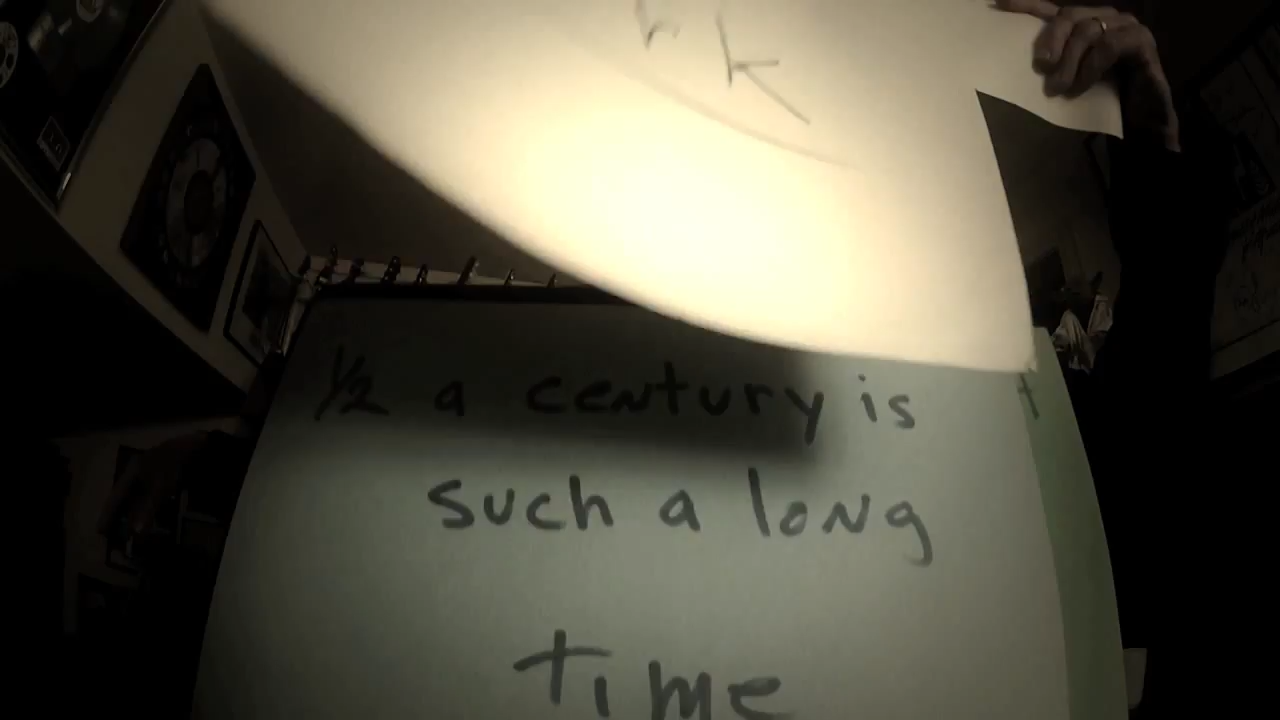 k
1/2 a century is
such a long
time